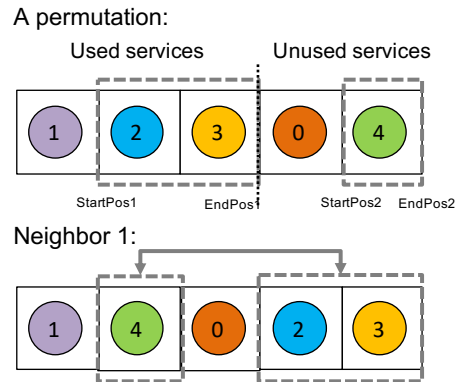 A permutation:
Used services Unused services
1 2 3 0 4
StartPos1 EndPos1 StartPos2 EndPos2
Neighbor 1:
1 4 0 2 3